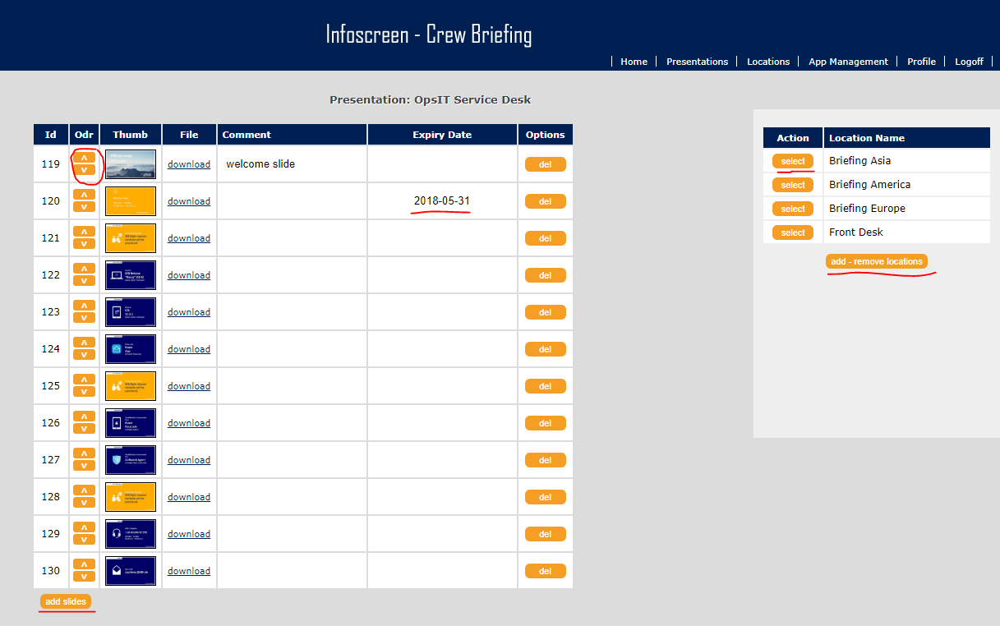 Infoscreen - Crew Briefing
Home Presentations Locations App Management Profile Logoff
Presentation: OpsIT Service Desk
Id Odr Thumb File Comment Expiry Date Options
119 ʌ v download welcome slide del
120 ʌ v download 2018-05-31 del
121 ʌ v download del
122 ʌ v download del
123 ʌ v download del
124 ʌ v download del
125 ʌ v download del
126 ʌ v download del
127 ʌ v download del
128 ʌ v download del
129 ʌ v download del
130 ʌ v download del
add slides
Action Location Name
select Briefing Asia
select Briefing America
select Briefing Europe
select Front Desk
add - remove locations